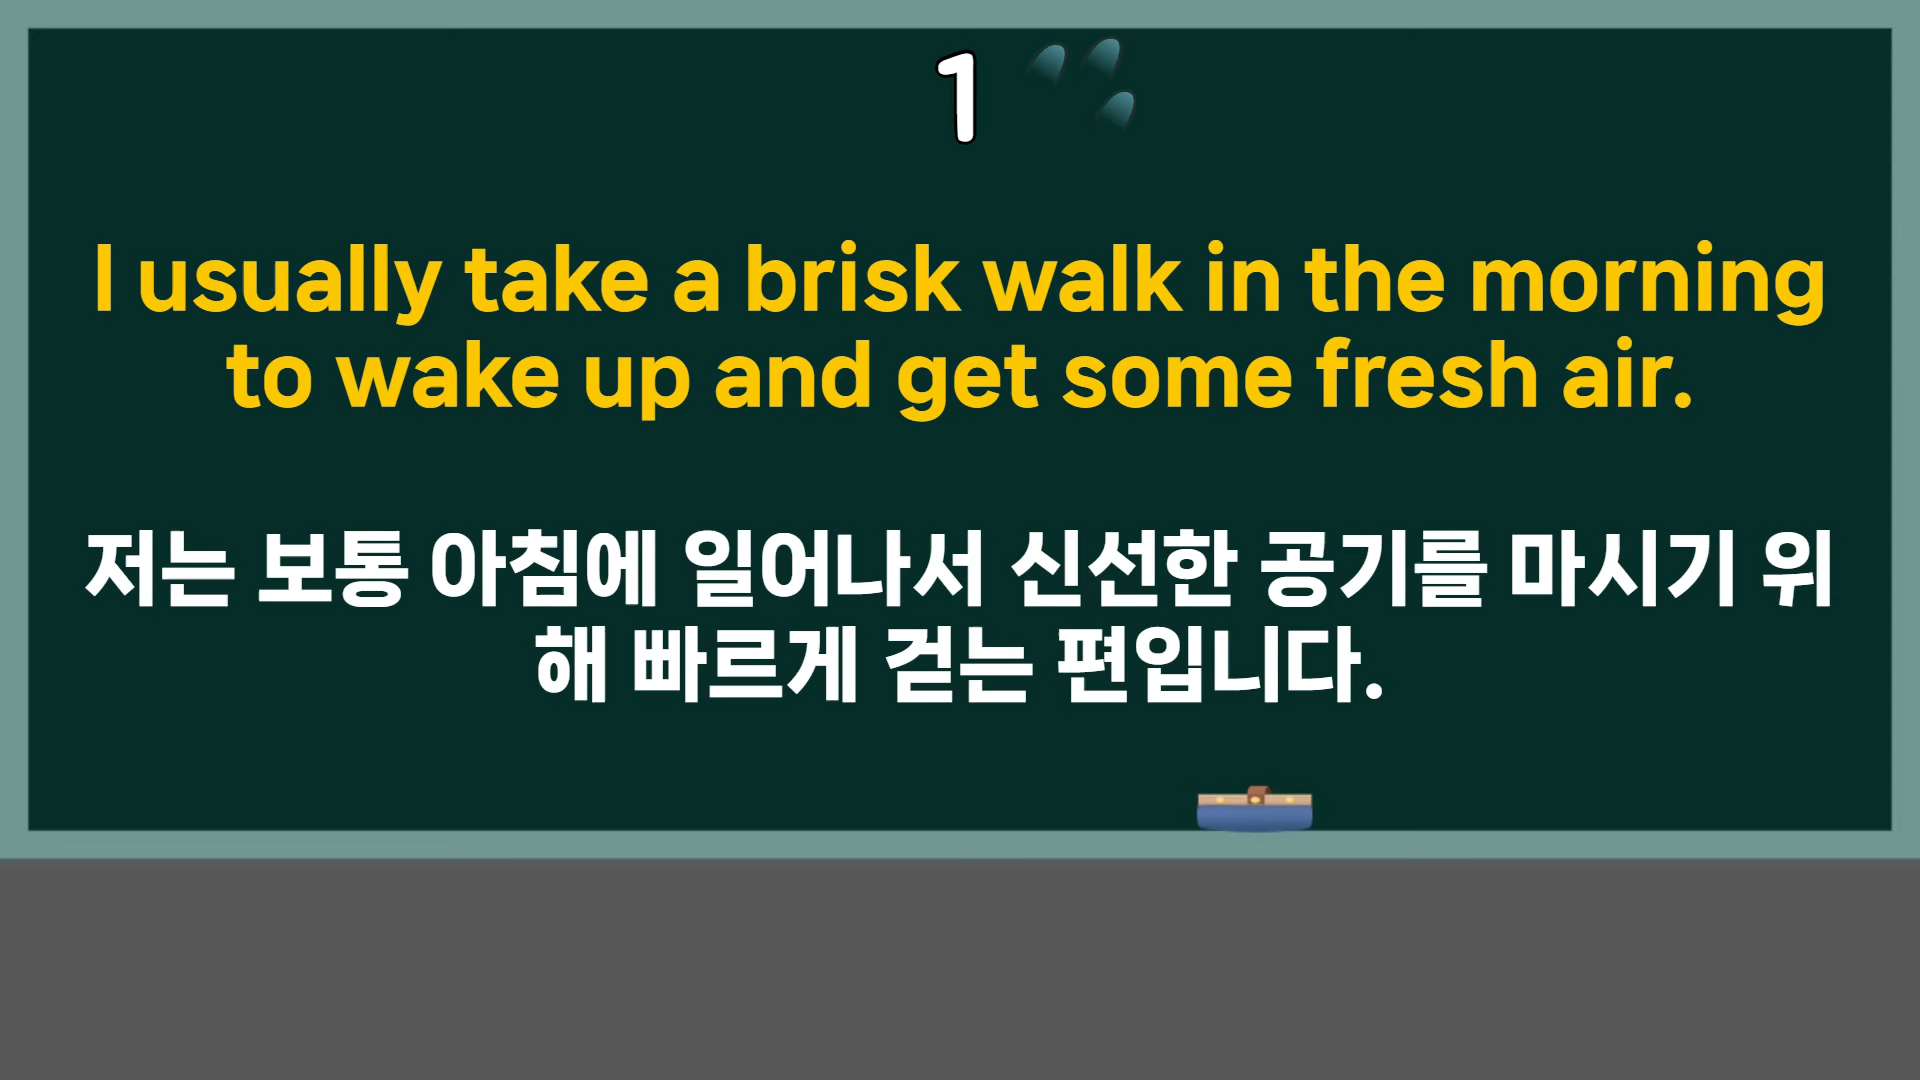 1
I usually take a brisk walk in the morning
to wake up and get some fresh air.
저는 보통 아침에 일어나서 신선한 공기를 마시기 위
해 빠르게 걷는 편입니다.